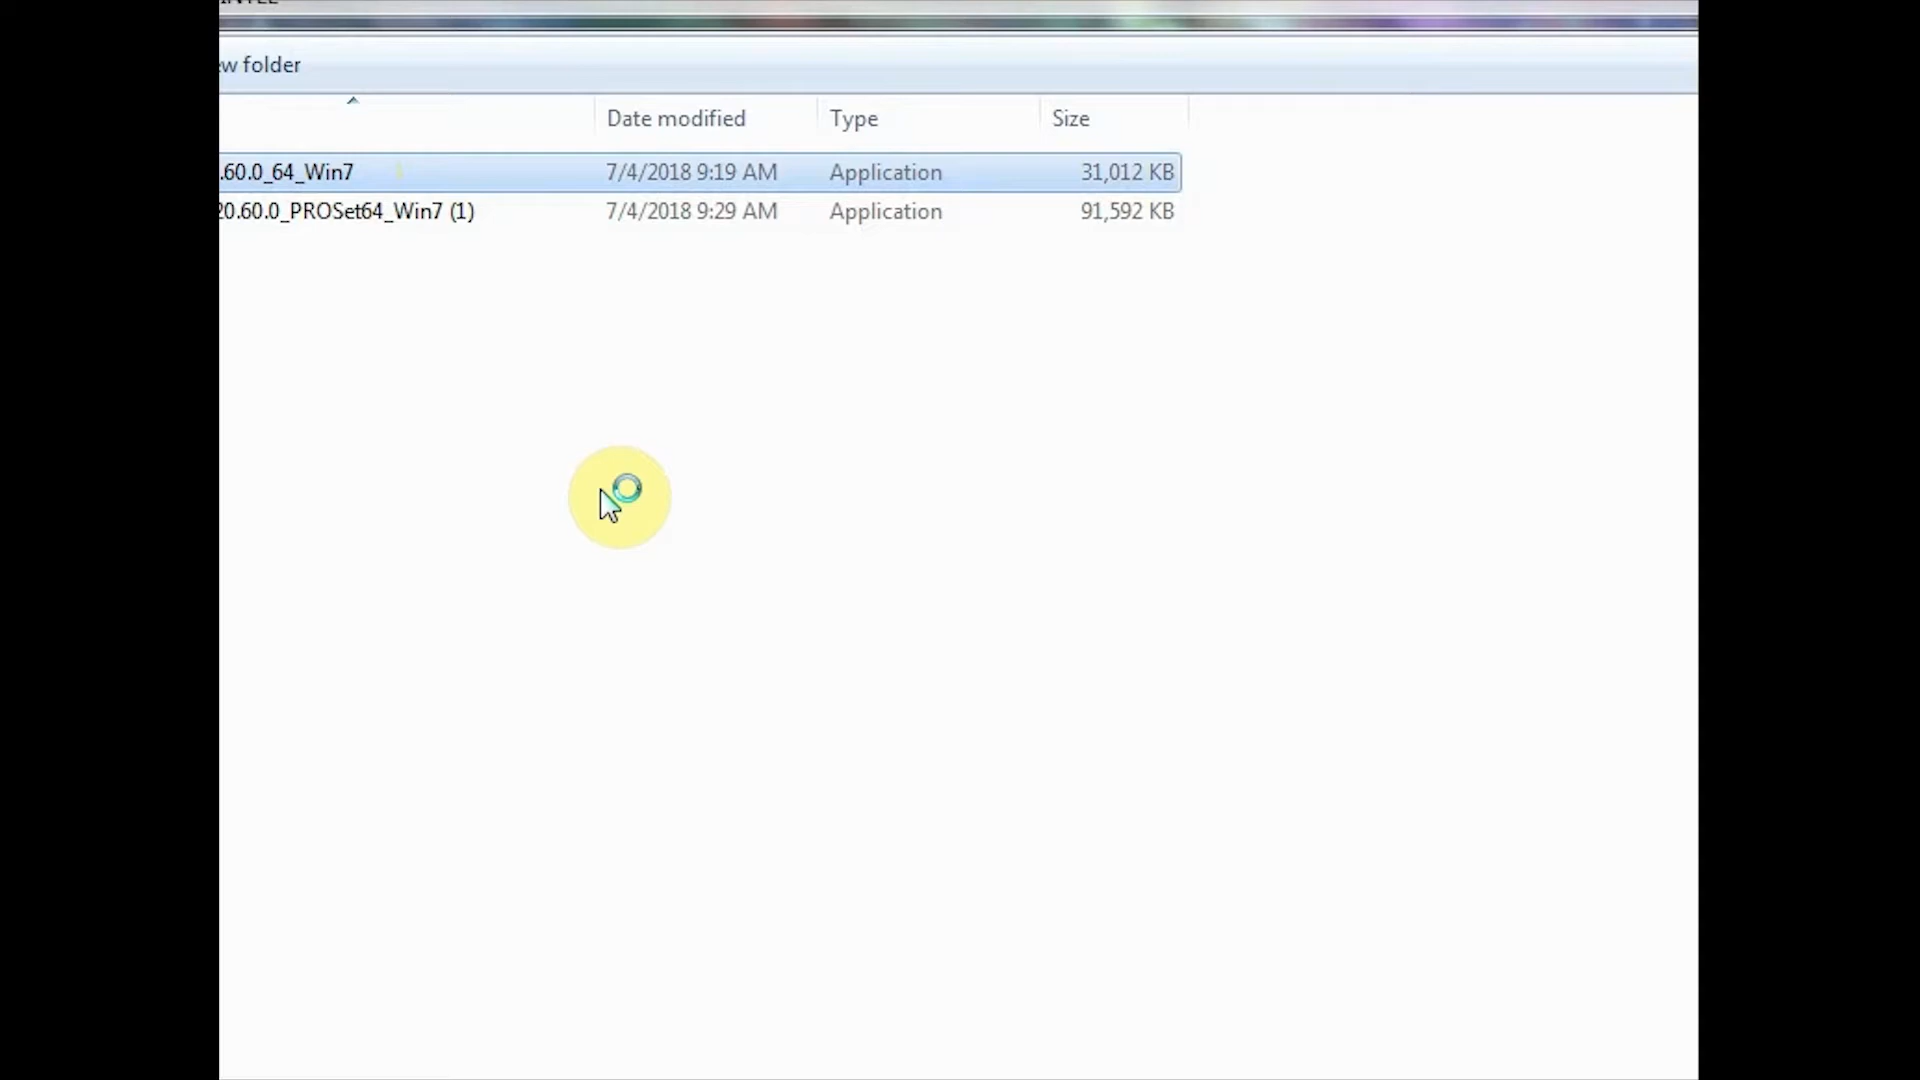 ew folder
Date modified Type Size
.60.0_64_Win7 7/4/2018 9:19 AM Application 31,012 KB
20.60.0_PROSet64_Win7 (1) 7/4/2018 9:29 AM Application 91,592 KB